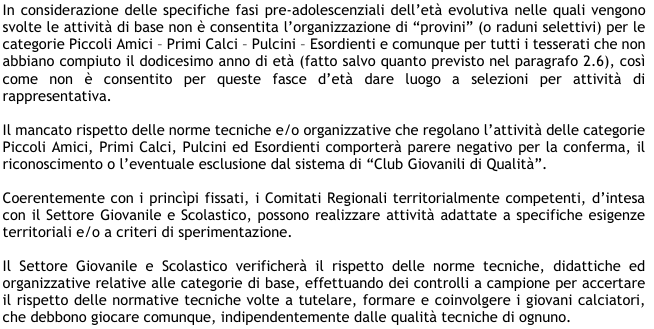 In considerazione delle specifiche fasi pre-adolescenziali dell’età evolutiva nelle quali vengono
svolte le attività di base non è consentita l’organizzazione di “provini” (o raduni selettivi) per le
categorie Piccoli Amici – Primi Calci – Pulcini – Esordienti e comunque per tutti i tesserati che non
abbiano compiuto il dodicesimo anno di età (fatto salvo quanto previsto nel paragrafo 2.6), così
come non è consentito per queste fasce d’età dare luogo a selezioni per attività di
rappresentativa.
Il mancato rispetto delle norme tecniche e/o organizzative che regolano l’attività delle categorie
Piccoli Amici, Primi Calci, Pulcini ed Esordienti comporterà parere negativo per la conferma, il
riconoscimento o l’eventuale esclusione dal sistema di “Club Giovanili di Qualità”.
Coerentemente con i princìpi fissati, i Comitati Regionali territorialmente competenti, d’intesa
con il Settore Giovanile e Scolastico, possono realizzare attività adattate a specifiche esigenze
territoriali e/o a criteri di sperimentazione.
Il Settore Giovanile e Scolastico verificherà il rispetto delle norme tecniche, didattiche ed
organizzative relative alle categorie di base, effettuando dei controlli a campione per accertare
il rispetto delle normative tecniche volte a tutelare, formare e coinvolgere i giovani calciatori,
che debbono giocare comunque, indipendentemente dalle qualità tecniche di ognuno.